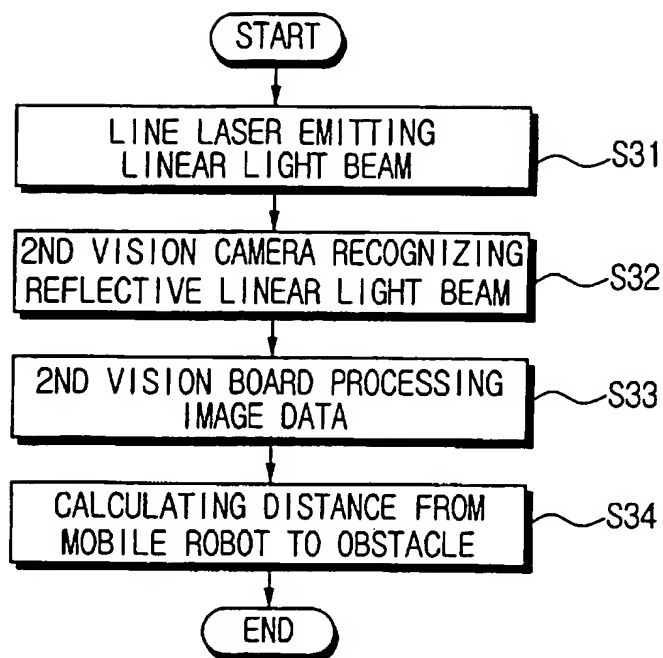 START
LINE LASER EMITTING
LINEAR LIGHT BEAM
S31
2ND VISION CAMERA RECOGNIZING
REFLECTIVE LINEAR LIGHT BEAM
S32
2ND VISION BOARD PROCESSING
IMAGE DATA
S33
CALCULATING DISTANCE FROM
MOBILE ROBOT TO OBSTACLE
S34
END